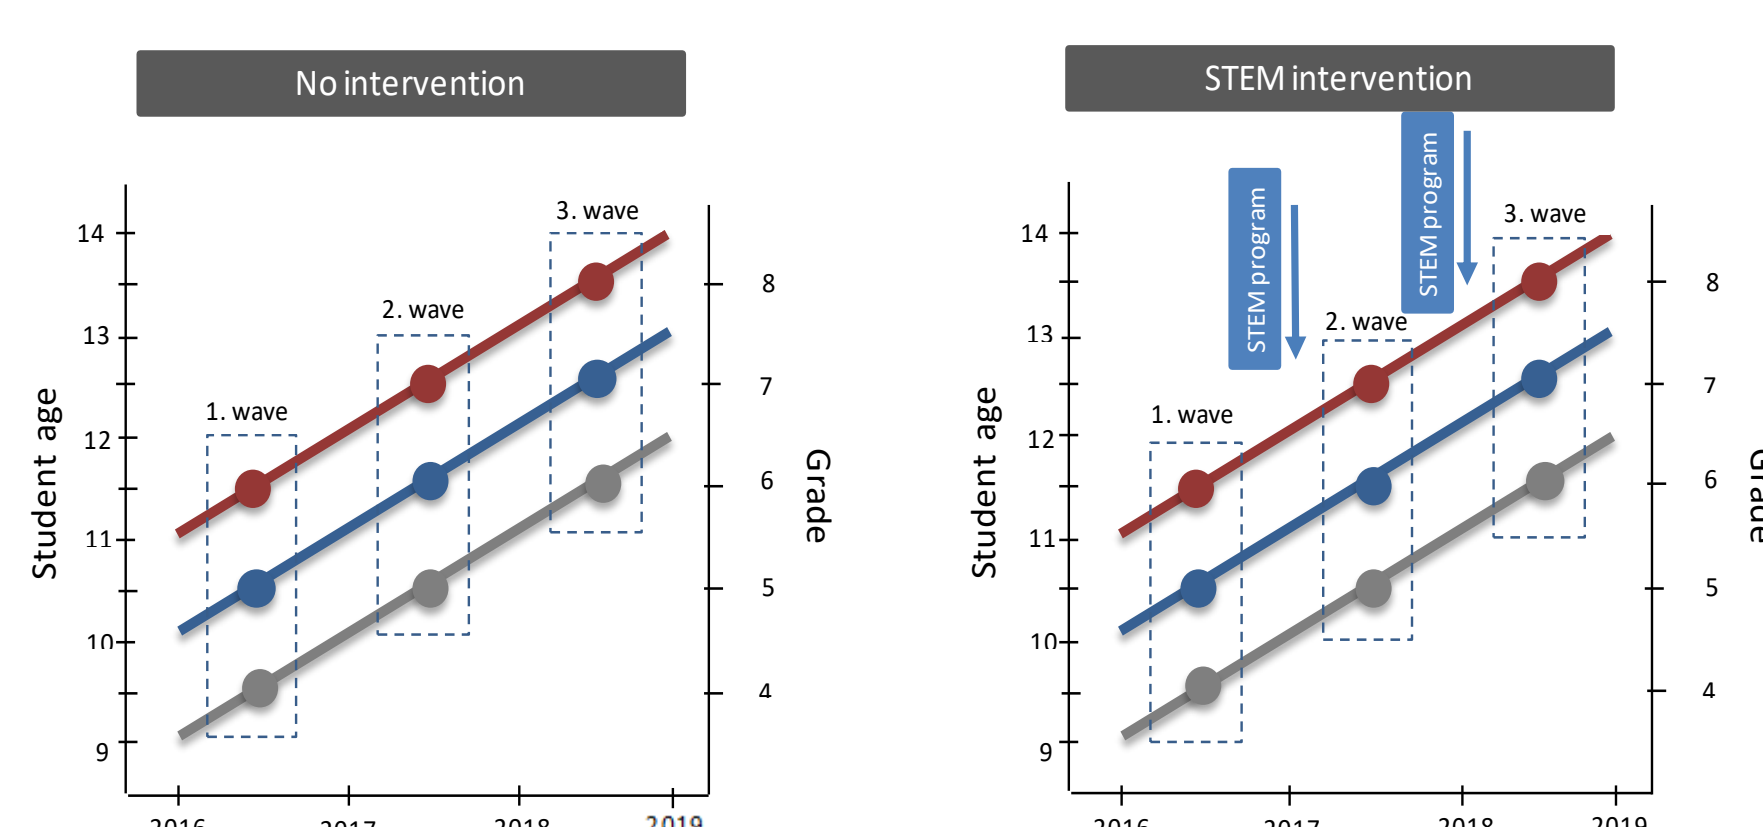 No intervention
3. wave
2. wave
1. wave
14
13
12
11
10
9
Student age
8
7
6
5
4
Grade
2016
2017
2018
2019
STEM intervention
STEM program
STEM program
3. wave
2. wave
1. wave
14
13
12
11
10
9
Student age
8
7
6
5
4
Grade
2016
2017
2018
2019